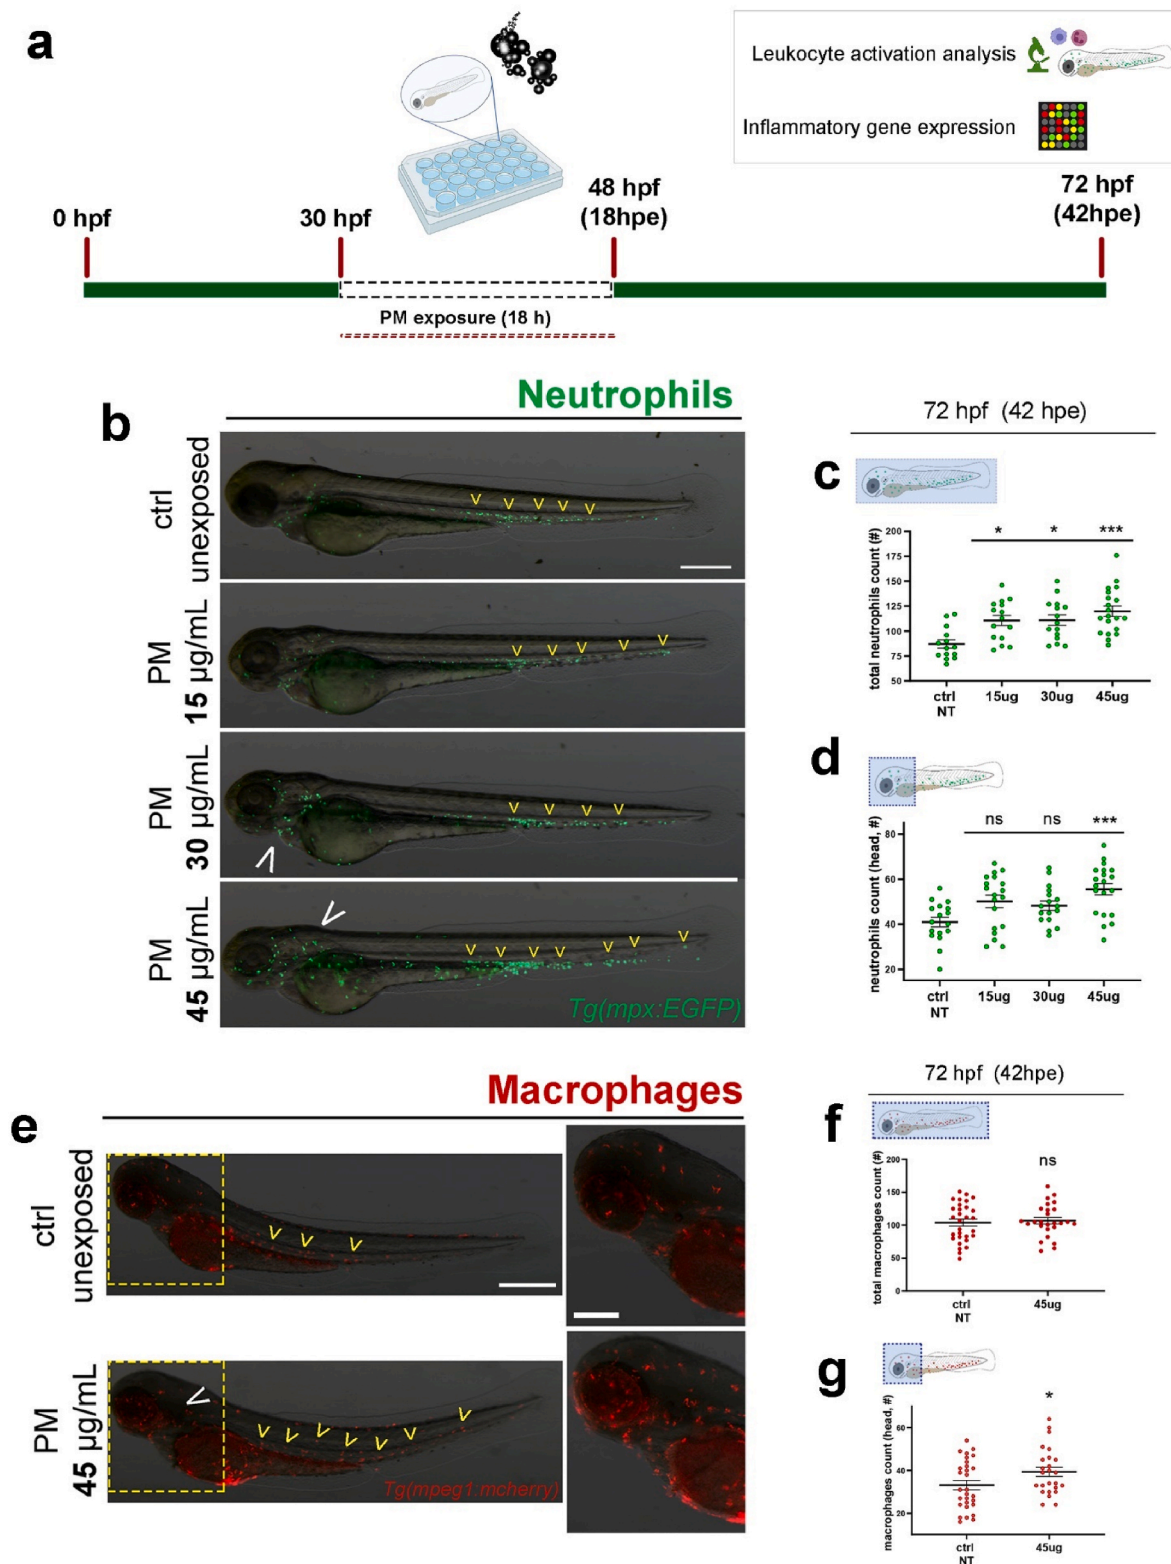 a
Leukocyte activation analysis
Inflammatory gene expression
0 hpf
30 hpf
48 hpf
(18hpe)
72 hpf
(42hpe)
PM exposure (18 h)
Neutrophils
b
ctrl
unexposed
PM
15 µg/mL
PM
30 µg/mL
PM
45 µg/mL
Tg(mpx:EGFP)
72 hpf (42 hpe)
c
total neutrophils count (#)
200
175
150
125
100
75
50
* * ***
ctrl
NT
15ug
30ug
45ug
d
neutrophils count (head, #)
80
60
40
20
ns ns ***
ctrl
NT
15ug
30ug
45ug
Macrophages
e
ctrl
unexposed
PM
45 µg/mL
Tg(mpeg1:mcherry)
72 hpf (42hpe)
f
total macrophages count (#)
200
150
100
50
0
ns
ctrl
NT
45ug
g
macrophages count (head, #)
60
40
20
*
ctrl
NT
45ug